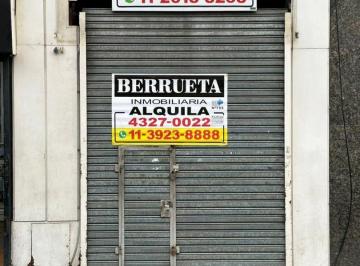 BERRUETA
INMOBILIARIA
ALQUILA
4327-0022
11-3923-8888